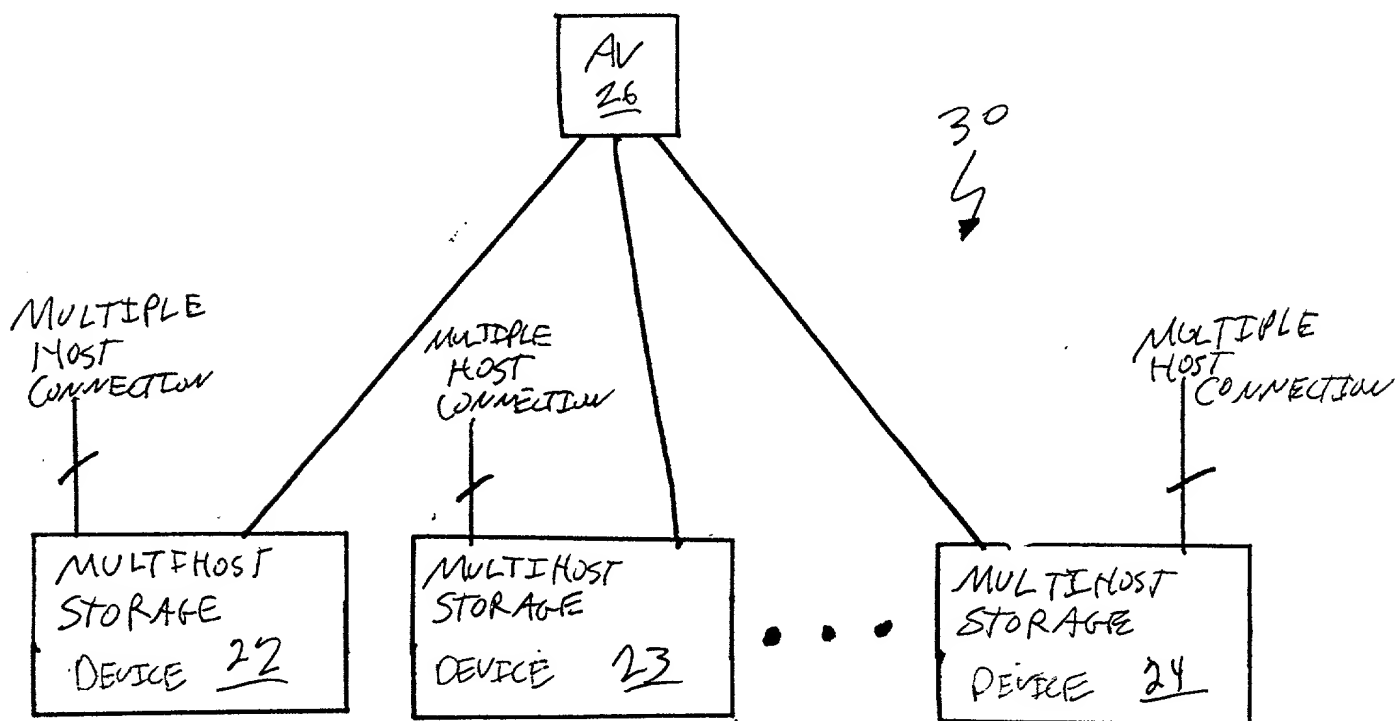 AV
26
30
MULTIPLE
HOST
CONNECTION
MULTIPLE
HOST
CONNECTION
MULTIPLE
HOST
CONNECTION
MULTIHOST
STORAGE
DEVICE 22
MULTIHOST
STORAGE
DEVICE 23
MULTIHOST
STORAGE
DEVICE 24